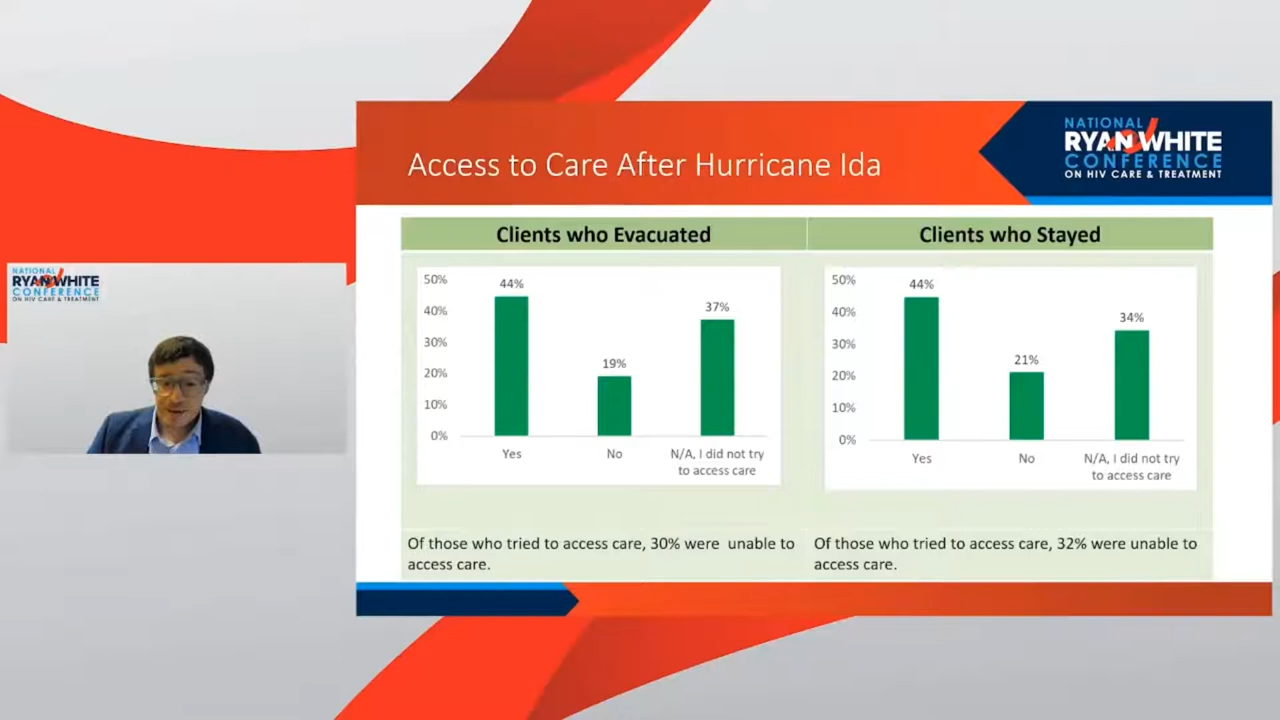 NATIONAL
RYAN WHITE
CONFERENCE
ON HIV CARE & TREATMENT
Access to Care After Hurricane Ida
NATIONAL
RYAN WHITE
CONFERENCE
ON HIV CARE & TREATMENT
Clients who Evacuated
Clients who Stayed
50%
40%
30%
20%
10%
0%
44%
19%
37%
Yes
No
N/A, I did not try
to access care
50%
40%
30%
20%
10%
0%
44%
21%
34%
Yes
No
N/A, I did not try
to access care
Of those who tried to access care, 30% were unable to
access care.
Of those who tried to access care, 32% were unable to
access care.